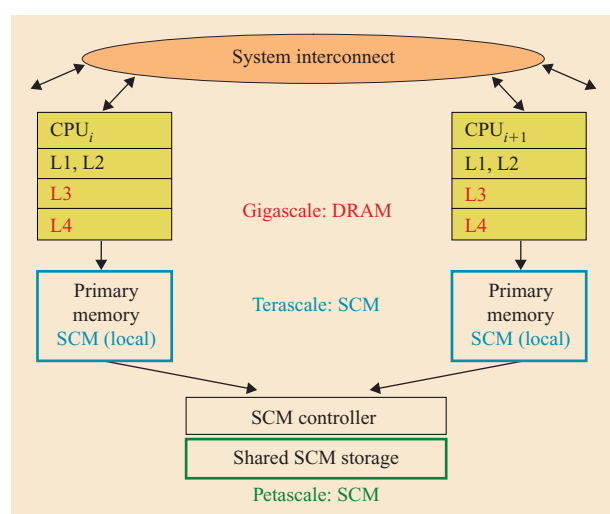 System interconnect
CPUi
L1, L2
L3
L4
CPUi+1
L1, L2
L3
L4
Gigascale: DRAM
Primary
memory
SCM (local)
Terascale: SCM
Primary
memory
SCM (local)
SCM controller
Shared SCM storage
Petascale: SCM